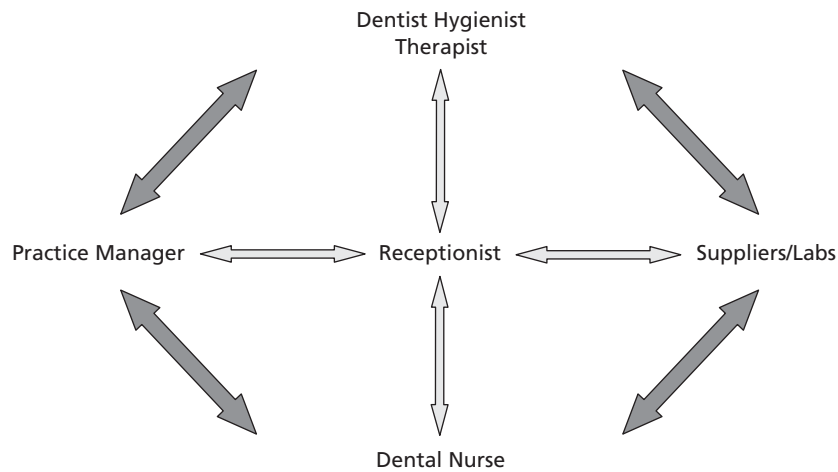 Dentist Hygienist
Therapist
Practice Manager
Receptionist
Suppliers/Labs
Dental Nurse